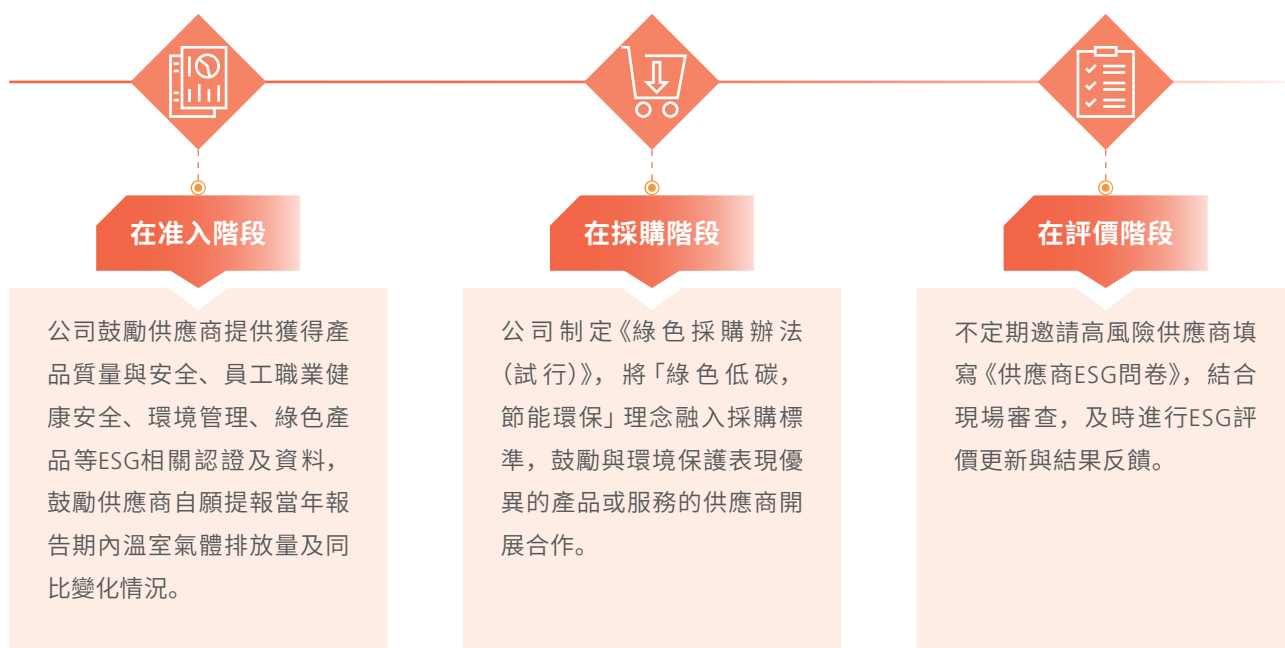 在准入階段
公司鼓勵供應商提供獲得產
品質量與安全、員工職業健
康安全、環境管理、綠色產
品等ESG相關認證及資料，
鼓勵供應商自願提報當年報
告期內溫室氣體排放量及同
比變化情況。
在採購階段
公司制定《綠色採購辦法
（試行）》，將「綠色低碳，
節能環保」理念融入採購標
準，鼓勵與環境保護表現優
異的產品或服務的供應商開
展合作。
在評價階段
不定期邀請高風險供應商填
寫《供應商ESG問卷》，結合
現場審查，及時進行ESG評
價更新與結果反饋。